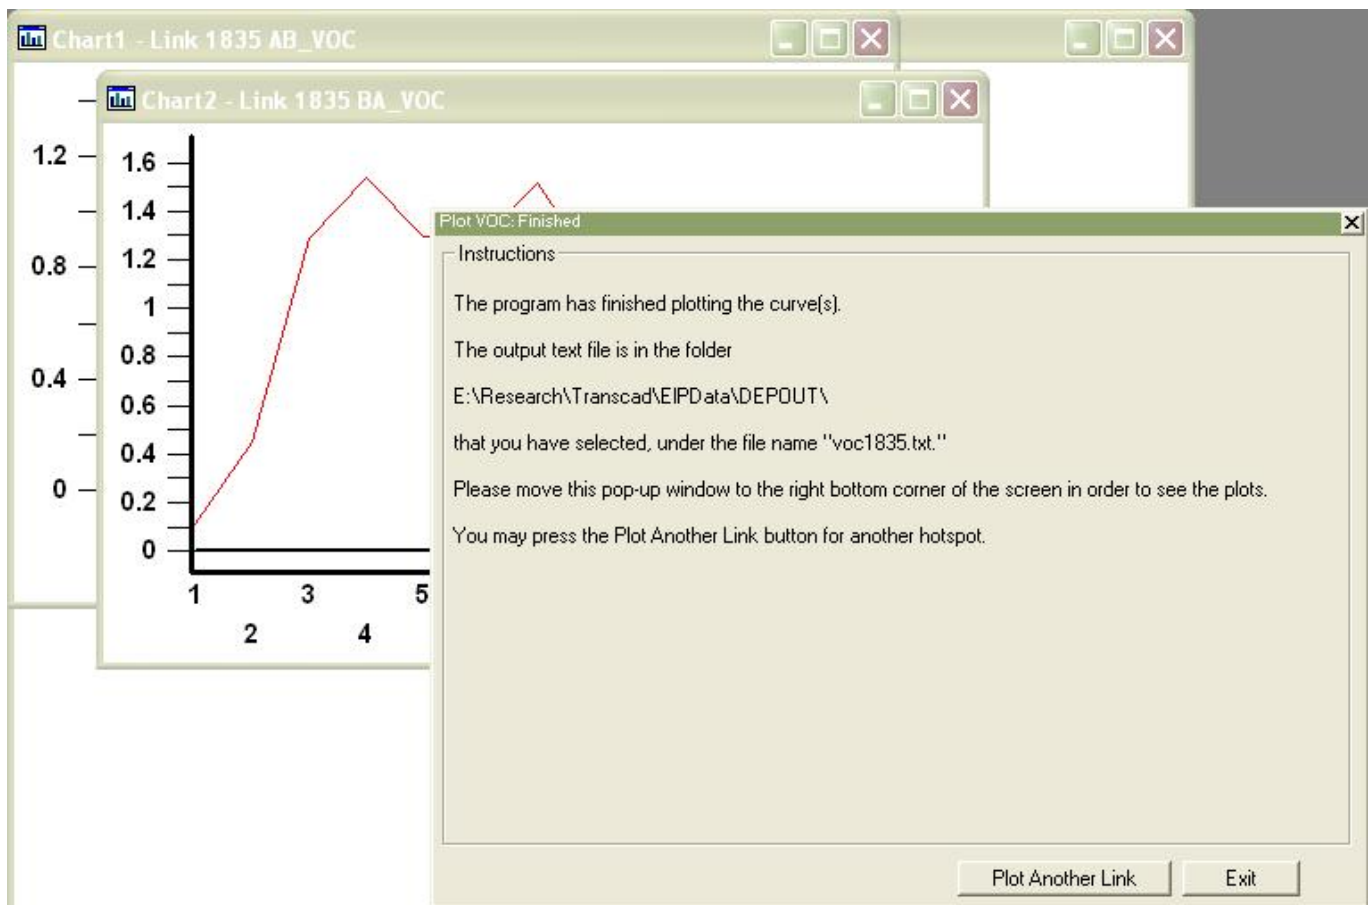 Chart1 - Link 1835 AB_VOC
Chart2 - Link 1835 BA_VOC
1.2
0.8
0.4
0
1.6
1.4
1.2
1
0.8
0.6
0.4
0.2
0
1 3 5
2 4
Plot VOC: Finished
Instructions
The program has finished plotting the curve(s).
The output text file is in the folder
E:\Research\Transcad\EIPData\DEPOUT\
that you have selected, under the file name "voc1835.txt."
Please move this pop-up window to the right bottom corner of the screen in order to see the plots.
You may press the Plot Another Link button for another hotspot.
Plot Another Link Exit